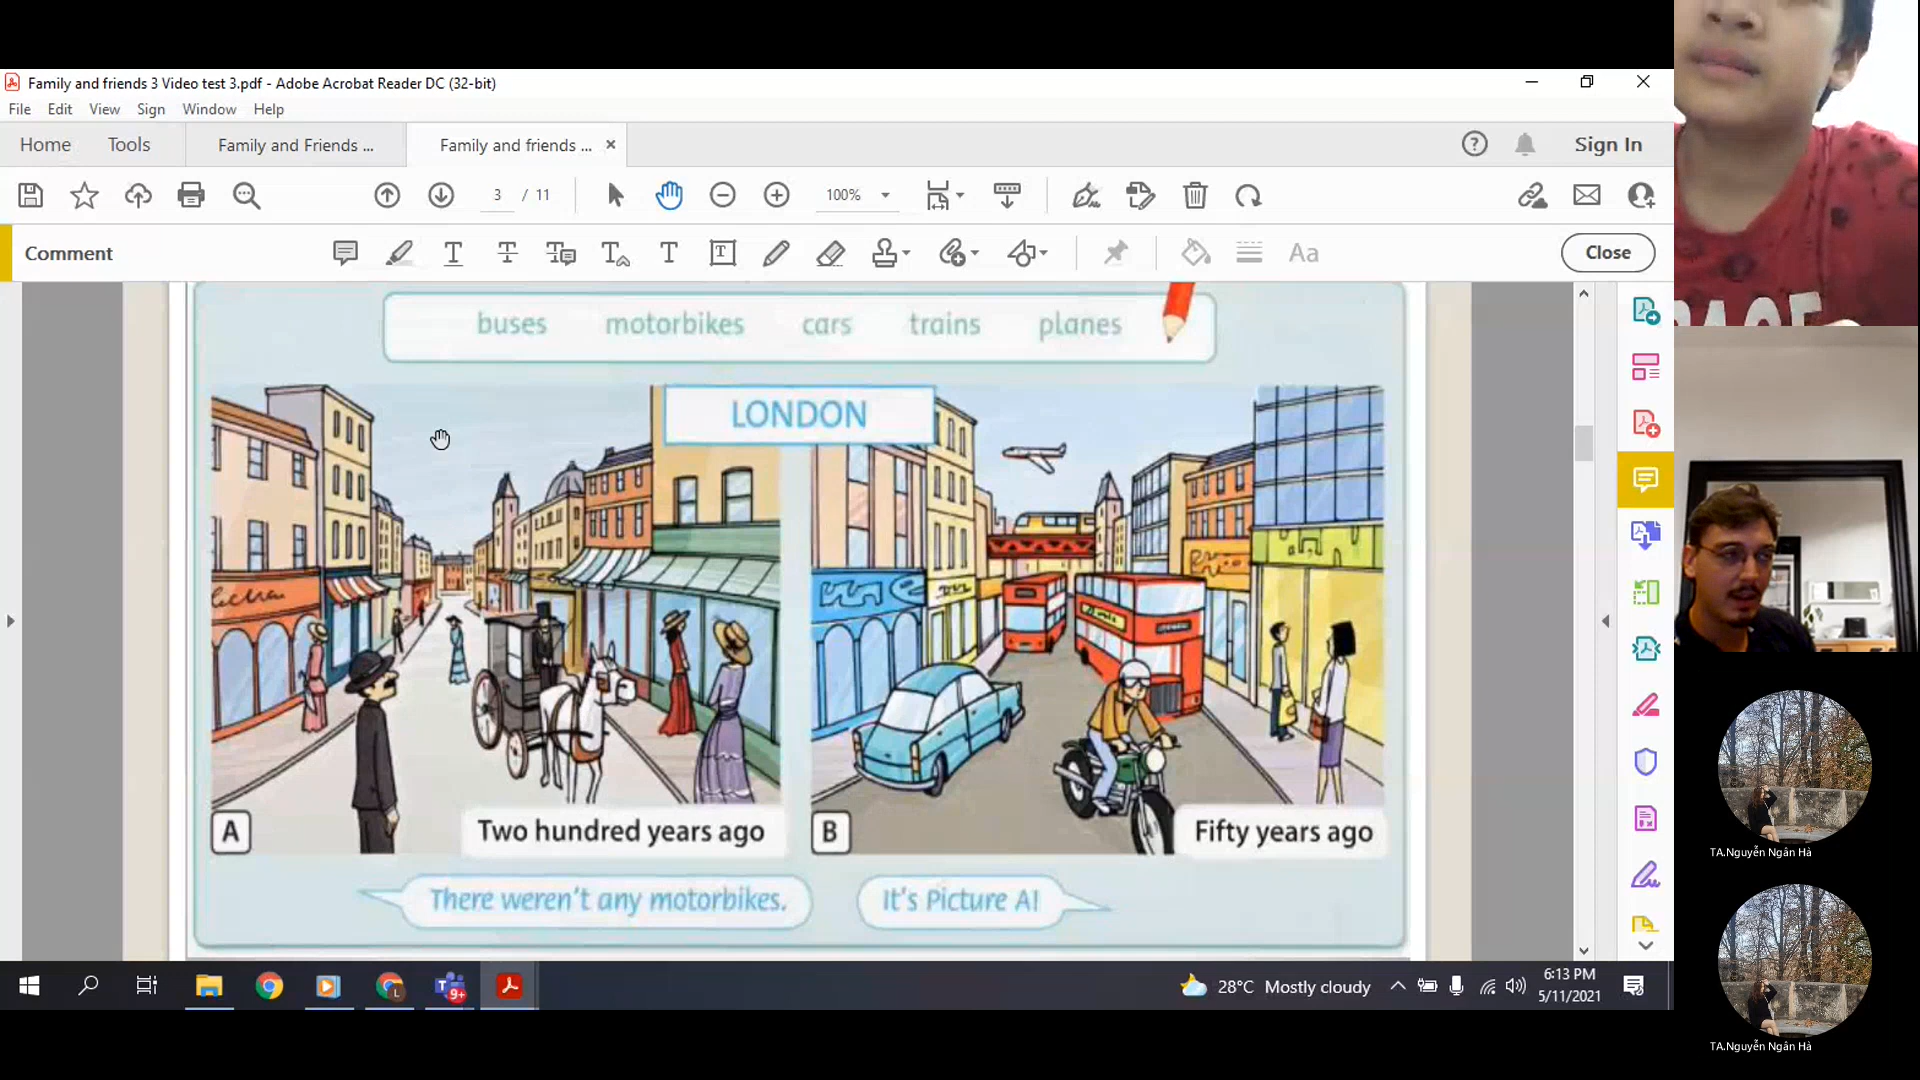 Family and friends 3 Video test 3.pdf - Adobe Acrobat Reader DC (32-bit)
File Edit View Sign Window Help
Home Tools Family and Friends ... Family and friends ... Sign In
3 / 11 100%
Comment Close
buses motorbikes cars trains planes
LONDON
A Two hundred years ago B Fifty years ago
There weren't any motorbikes. It's Picture A!
TA.Nguyễn Ngân Hà
TA.Nguyễn Ngân Hà
28°C Mostly cloudy
6:13 PM
5/11/2021